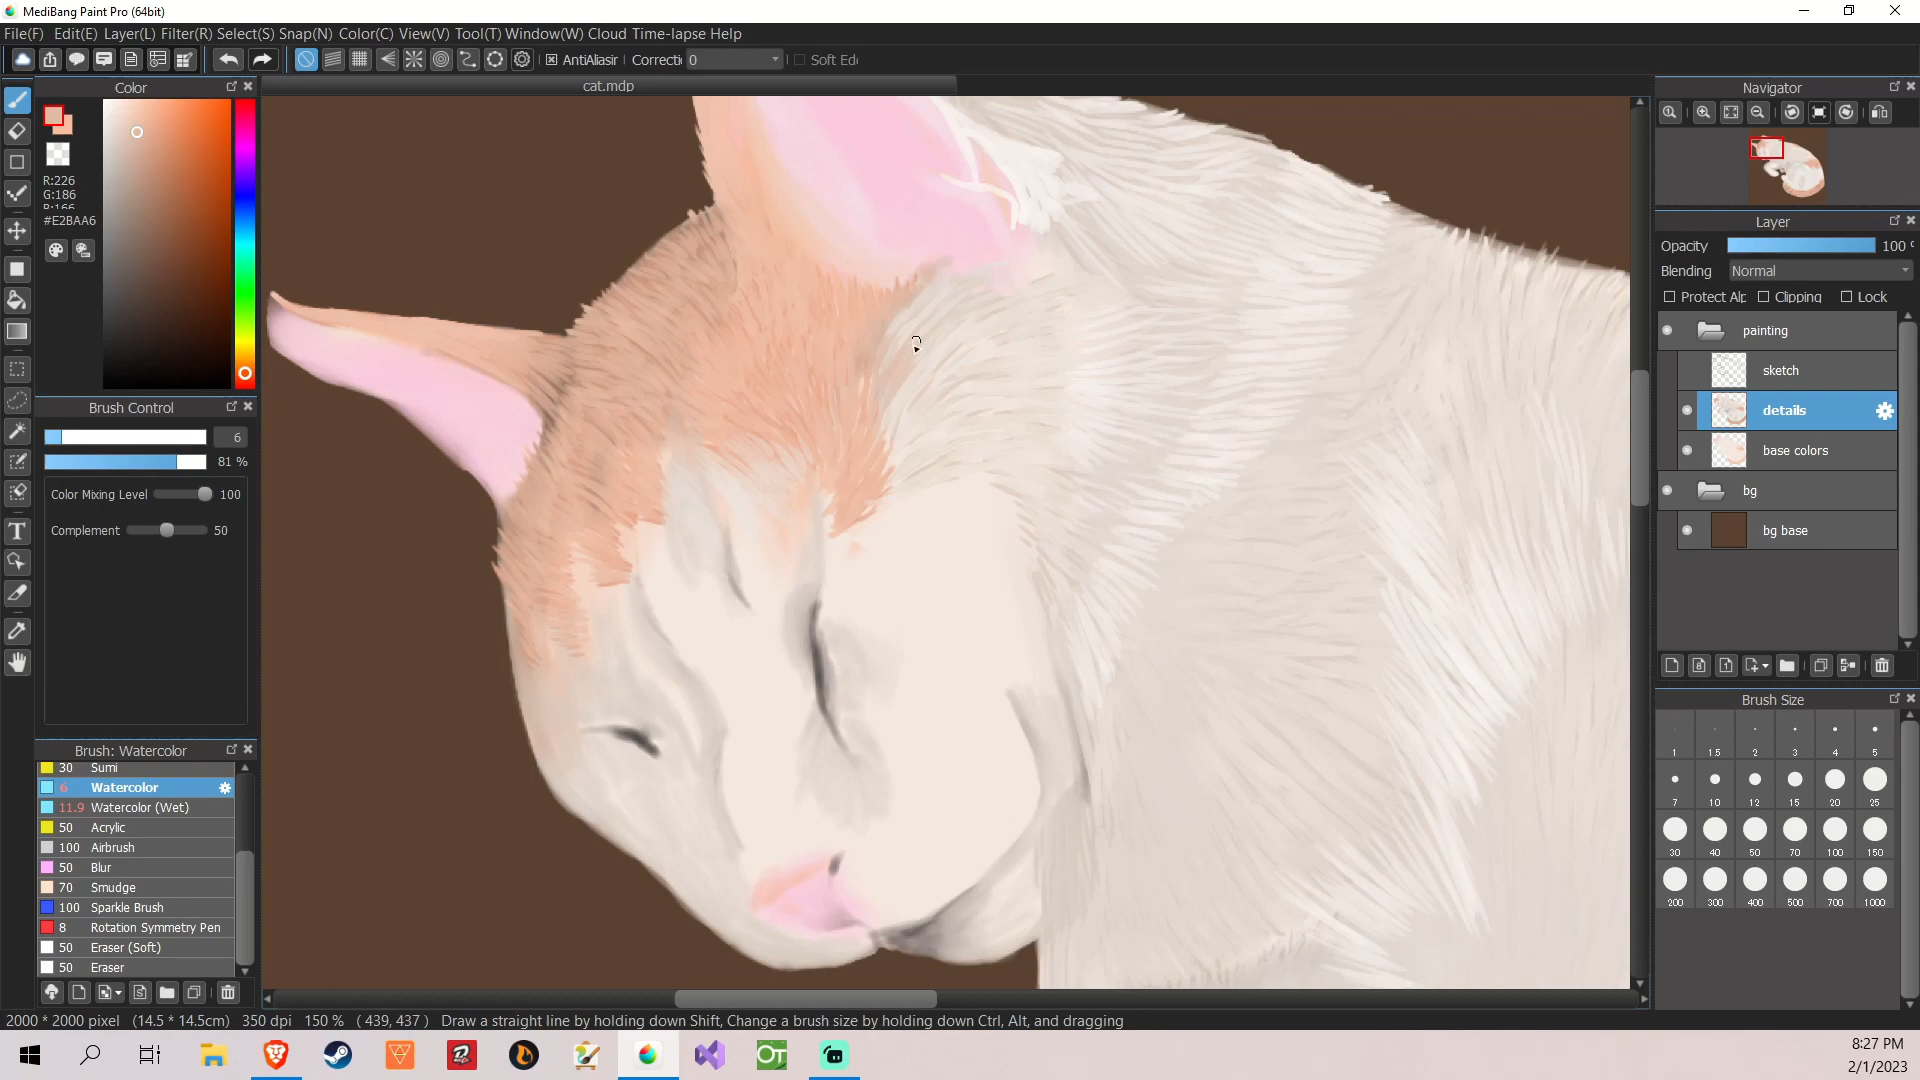 MediBang Paint Pro (64bit)
File(F) Edit(E) Layer(L) Filter(R) Select(S) Snap(N) Color(C) View(V) Tool(T) Window(W) Cloud Time-lapse Help
AntiAliasir Correcti 0 Soft Ed
Color
cat.mdp
Navigator
R:226
G:186
B:166
#E2BAA6
Layer
Opacity 100
Blending Normal
Protect Alp Clipping Lock
painting
sketch
details
base colors
bg
bg base
Brush Control
6
81 %
Color Mixing Level 100
Complement 50
Brush: Watercolor
30 Sumi
6 Watercolor
11.9 Watercolor (Wet)
50 Acrylic
100 Airbrush
50 Blur
70 Smudge
100 Sparkle Brush
8 Rotation Symmetry Pen
50 Eraser (Soft)
50 Eraser
Brush Size
1 1.5 2 3 4 5
7 10 12 15 20 25
30 40 50 70 100 150
200 300 400 500 700 1000
2000 * 2000 pixel (14.5 * 14.5cm) 350 dpi 150 % ( 439, 437 ) Draw a straight line by holding down Shift, Change a brush size by holding down Ctrl, Alt, and dragging
OT
8:27 PM
2/1/2023